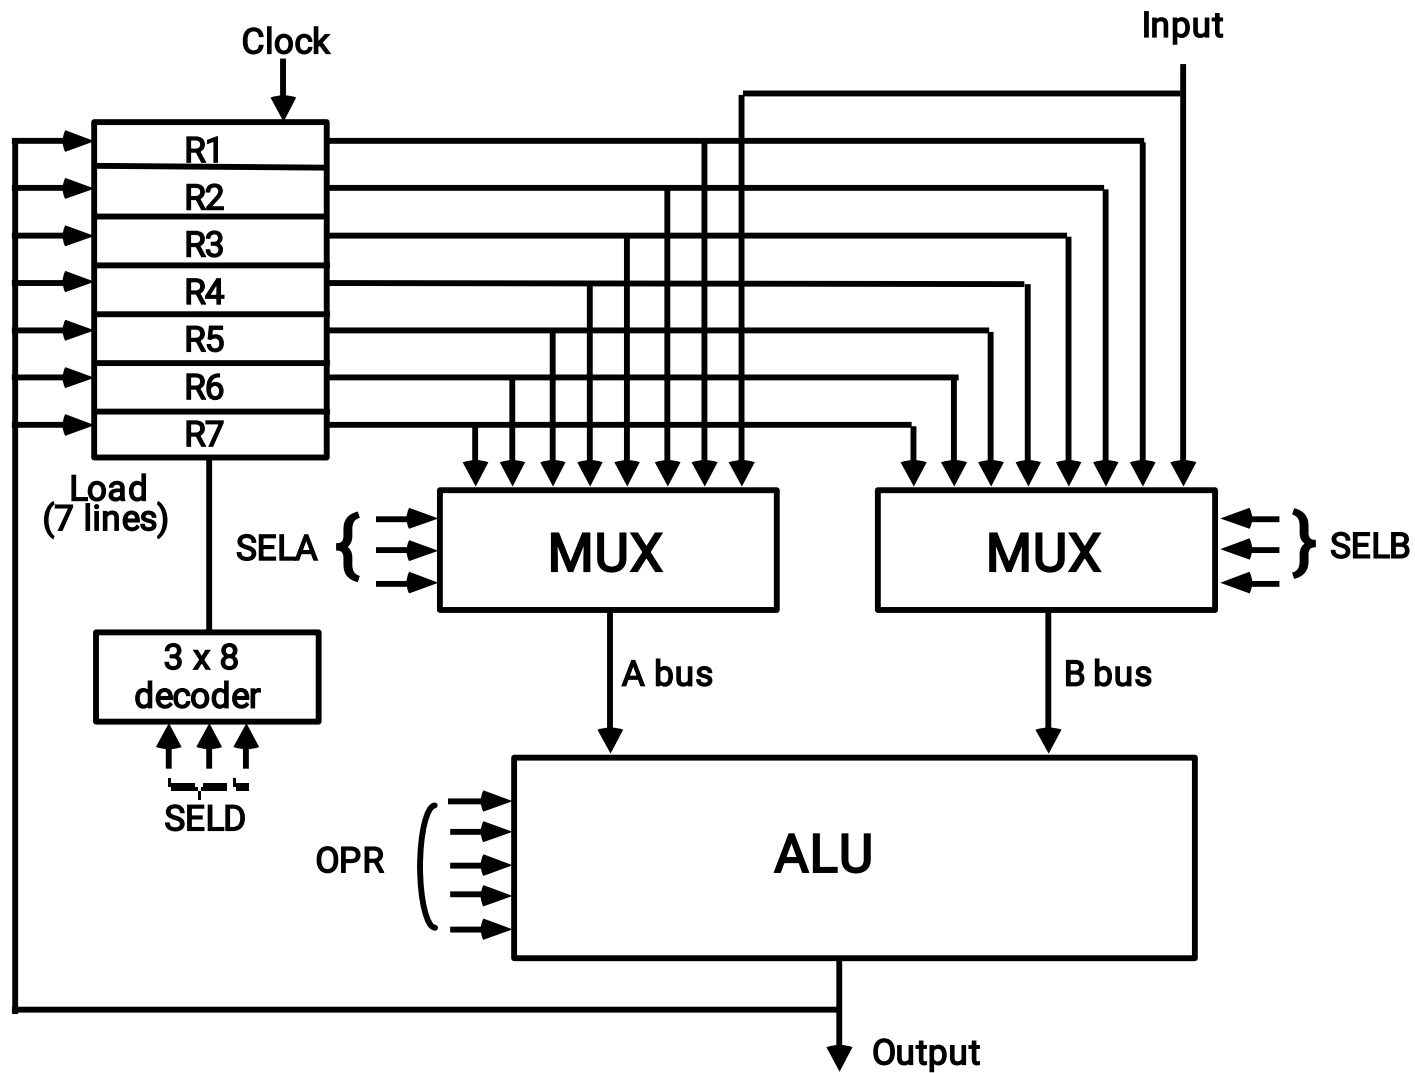 Clock
Input
R1
R2
R3
R4
R5
R6
R7
Load
(7 lines)
SELA
MUX
MUX
SELB
3 x 8
decoder
A bus
B bus
SELD
OPR
ALU
Output